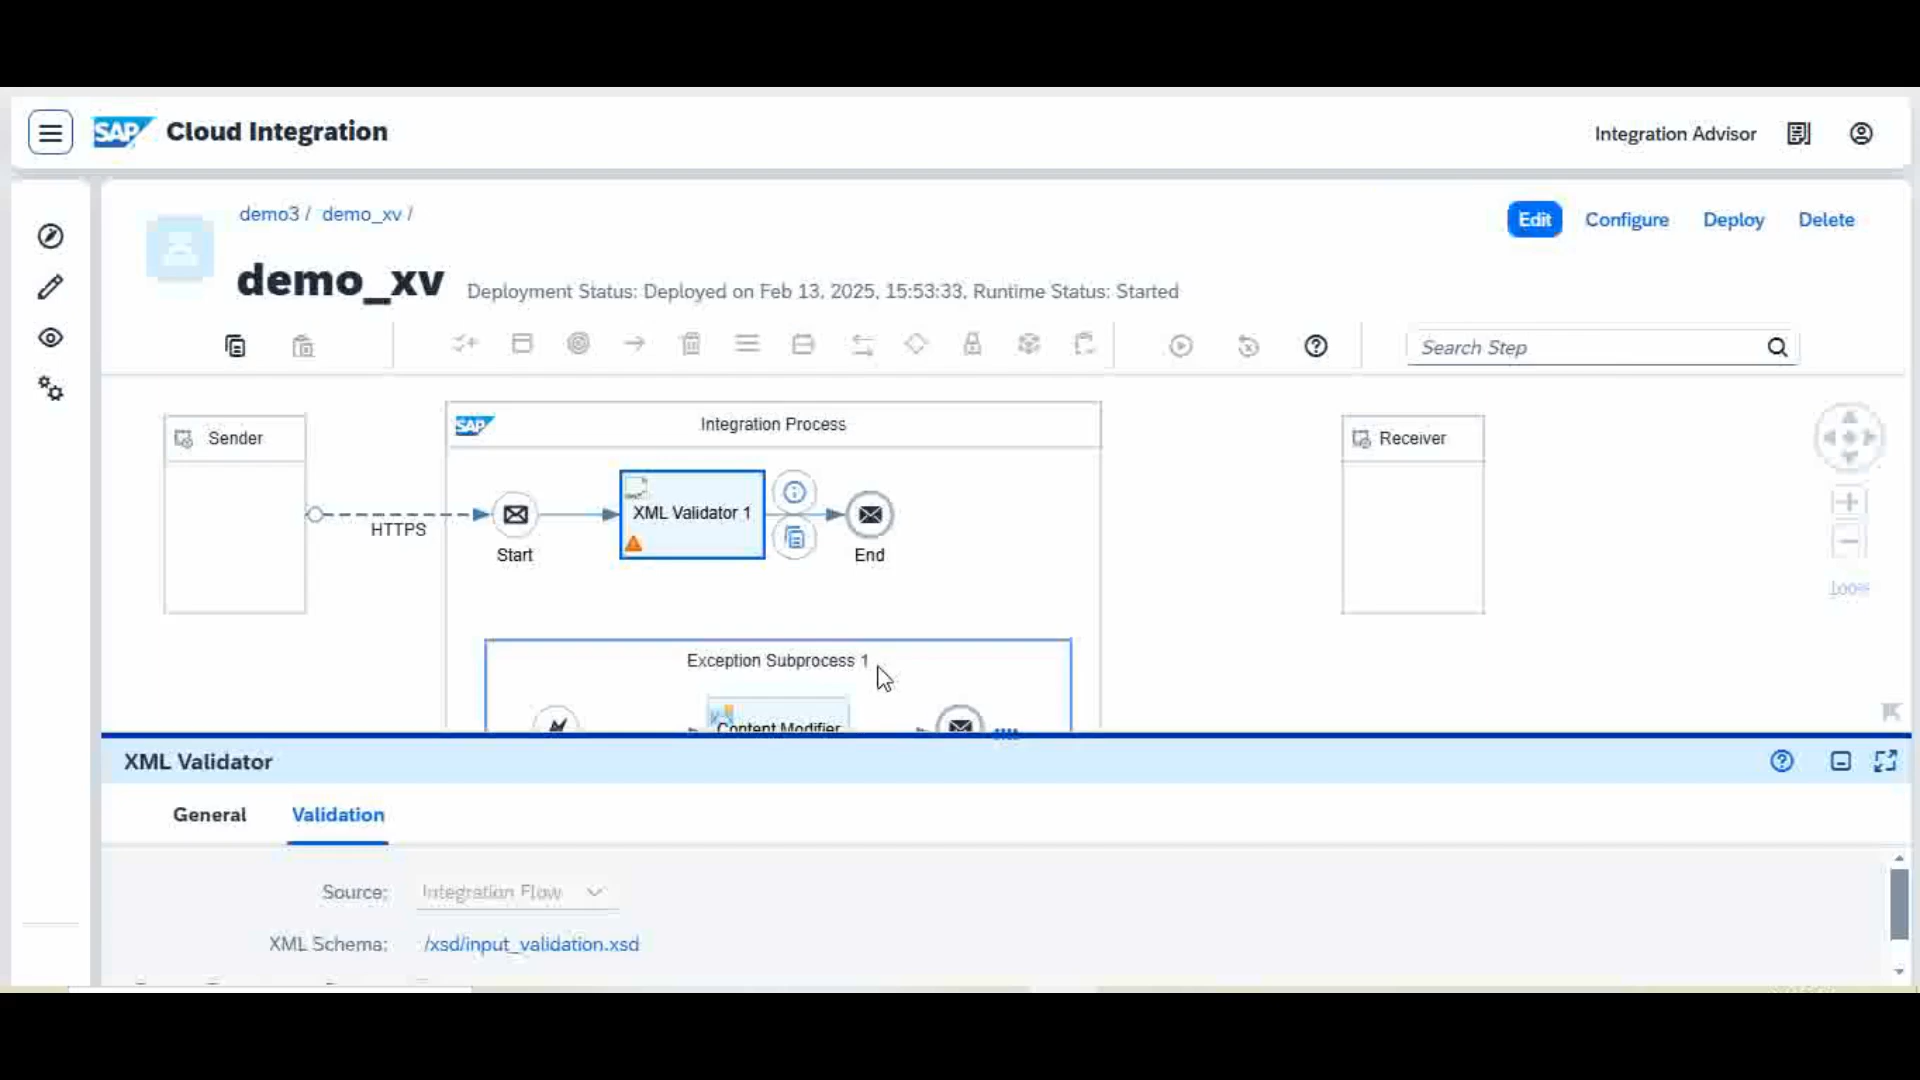 SAP Cloud Integration
Integration Advisor
demo3 / demo_xv /
Edit Configure Deploy Delete
demo_xv Deployment Status: Deployed on Feb 13, 2025, 15:53:33, Runtime Status: Started
Search Step
Sender
SAP Integration Process
Receiver
HTTPS
Start
XML Validator 1
End
100%
Exception Subprocess 1
Content Modifier
XML Validator
General Validation
Source: Integration Flow
XML Schema: /xsd/input_validation.xsd